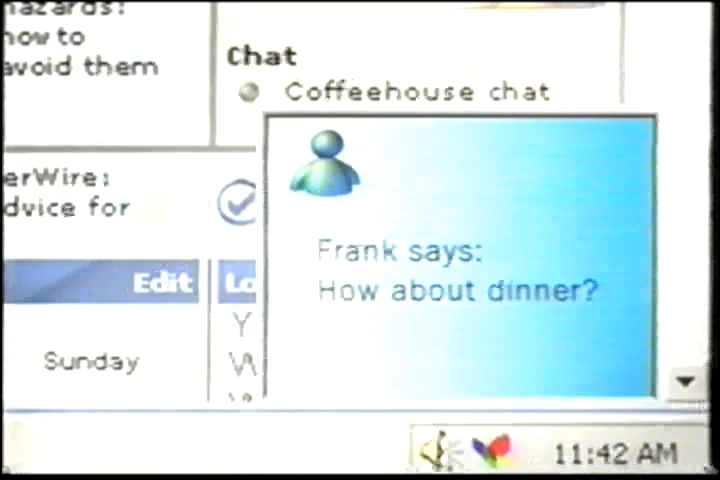 hazards:
how to
avoid them
Chat
Coffeehouse chat
erWire:
dvice for
Edit
Lo
Sunday
Y
W
Frank says:
How about dinner?
11:42 AM